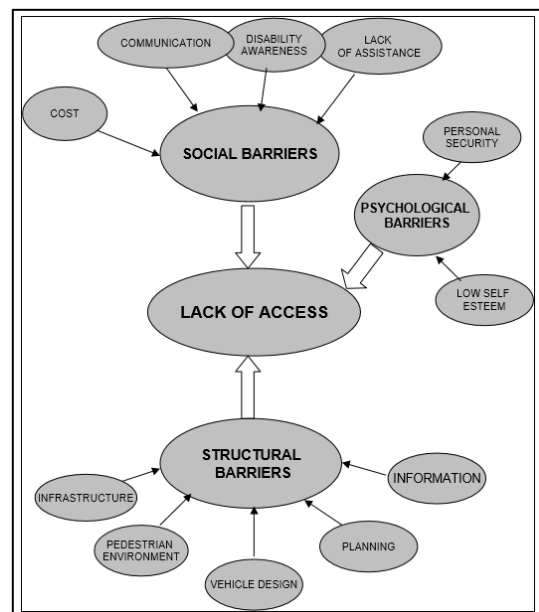 COMMUNICATION
DISABILITY
AWARENESS
LACK
OF ASSISTANCE
COST
SOCIAL BARRIERS
PERSONAL
SECURITY
PSYCHOLOGICAL
BARRIERS
LOW SELF
ESTEEM
LACK OF ACCESS
STRUCTURAL
BARRIERS
INFORMATION
INFRASTRUCTURE
PEDESTRIAN
ENVIRONMENT
PLANNING
VEHICLE DESIGN